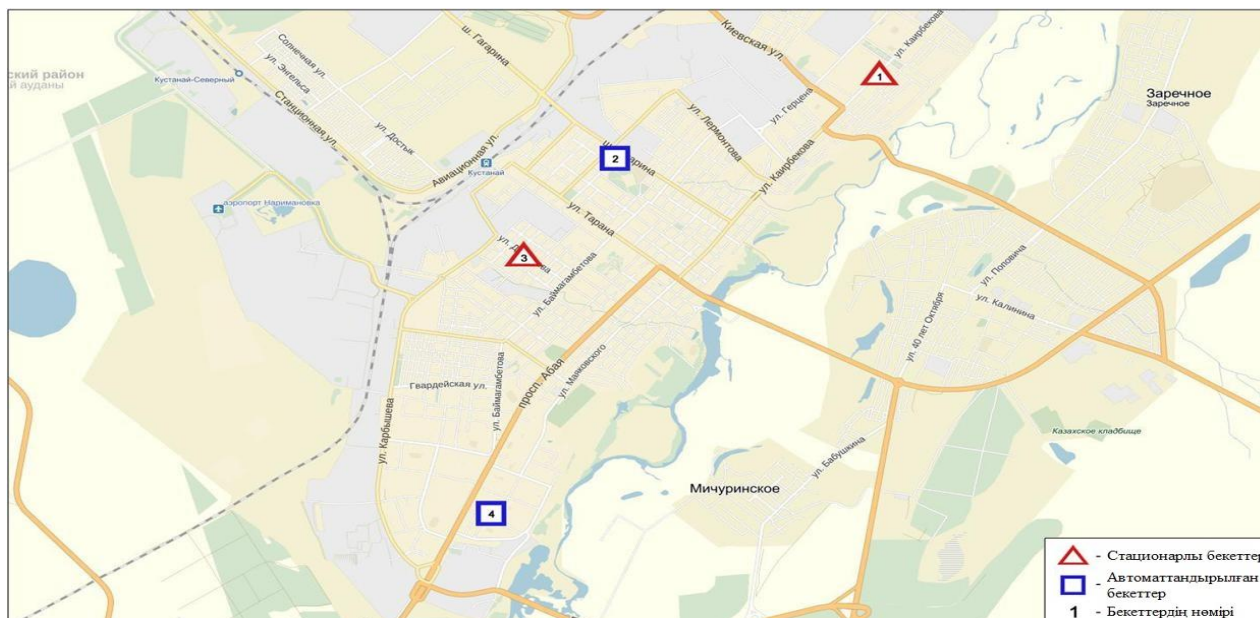 ский район
й ауданы
Кустанай-Северный
Солнечная ул.
ул. Энгельса
Станционная ул.
ул. Достык
ш. Гагарина
Авиационная ул.
Кустанай
аэропорт Наримановка
Киевская ул.
ул. Каирбекова
1
ул. Герцена
ул. Лермонтова
2
ул. Каирбекова
ул. Тарана
3
ул. Баймагамбетова
Заречное
Заречное
ул. Поповича
ул. Калинина
ул. 40 лет Октября
просп. Абая
ул. Маяковского
Гвардейская ул.
ул. Баймагамбетова
ул. Карбышева
4
Казахское кладбище
ул. Бабушкина
Мичуринское
- Стационарлы бекеттер
- Автоматтандырылған
бекеттер
1 - Бекеттердің нөмірі